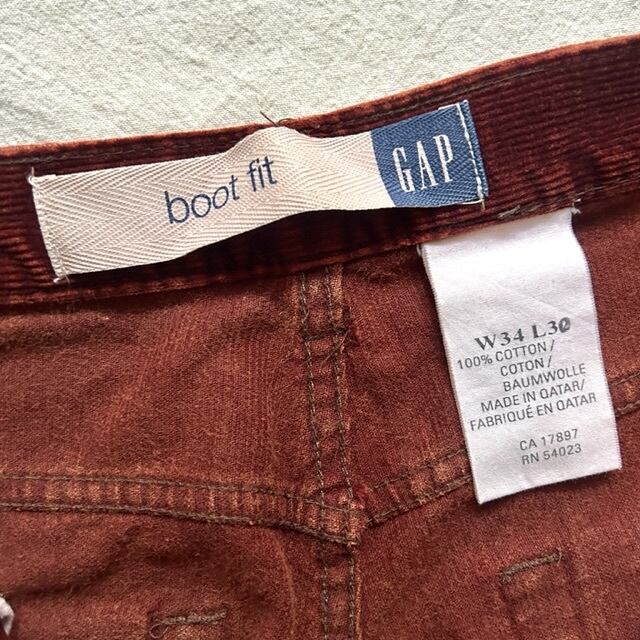 boot fit GAP
W34 L30
100% COTTON /
COTON /
BAUMWOLLE
MADE IN QATAR/
FABRIQUÉ EN QATAR
CA 17897
RN 54023